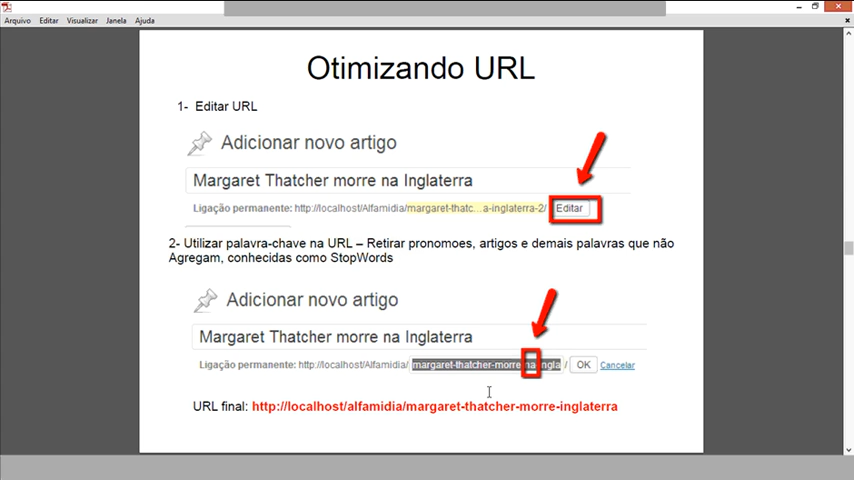 Arquivo Editar Visualizar Janela Ajuda
Otimizando URL
1- Editar URL
Adicionar novo artigo
Margaret Thatcher morre na Inglaterra
Ligação permanente: http://localhost/Alfamidia/margaret-thatc...a-inglaterra-2/ Editar
2- Utilizar palavra-chave na URL – Retirar pronomoes, artigos e demais palavras que não
Agregam, conhecidas como StopWords
Adicionar novo artigo
Margaret Thatcher morre na Inglaterra
Ligação permanente: http://localhost/Alfamidia/ margaret-thatcher-morre-na-ingla / OK Cancelar
URL final: http://localhost/alfamidia/margaret-thatcher-morre-inglaterra